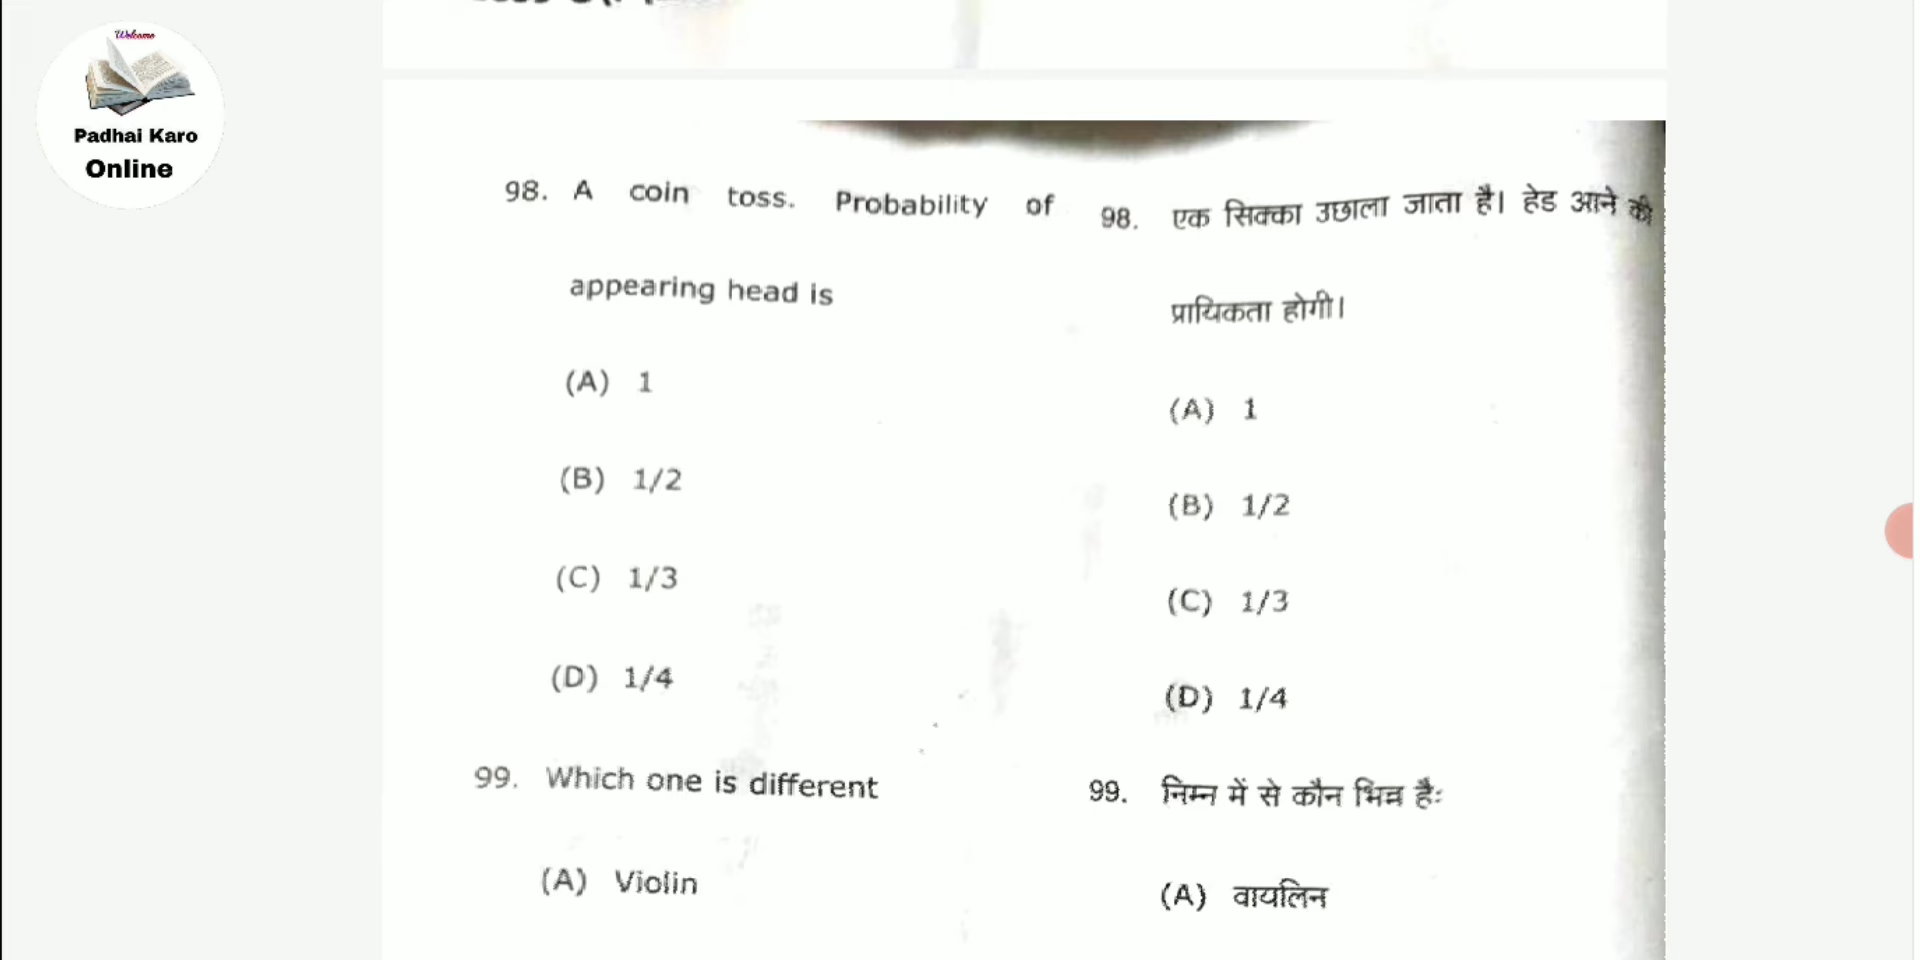 Welcome
Padhai Karo
Online
98. A coin toss. Probability of
appearing head is
(A) 1
(B) 1/2
(C) 1/3
(D) 1/4
99. Which one is different
(A) Violin
98. एक सिक्का उछाला जाता है। हेड आने की
प्रायिकता होगी।
(A) 1
(B) 1/2
(C) 1/3
(D) 1/4
99. निम्न में से कौन भिन्न हैः
(A) वायलिन